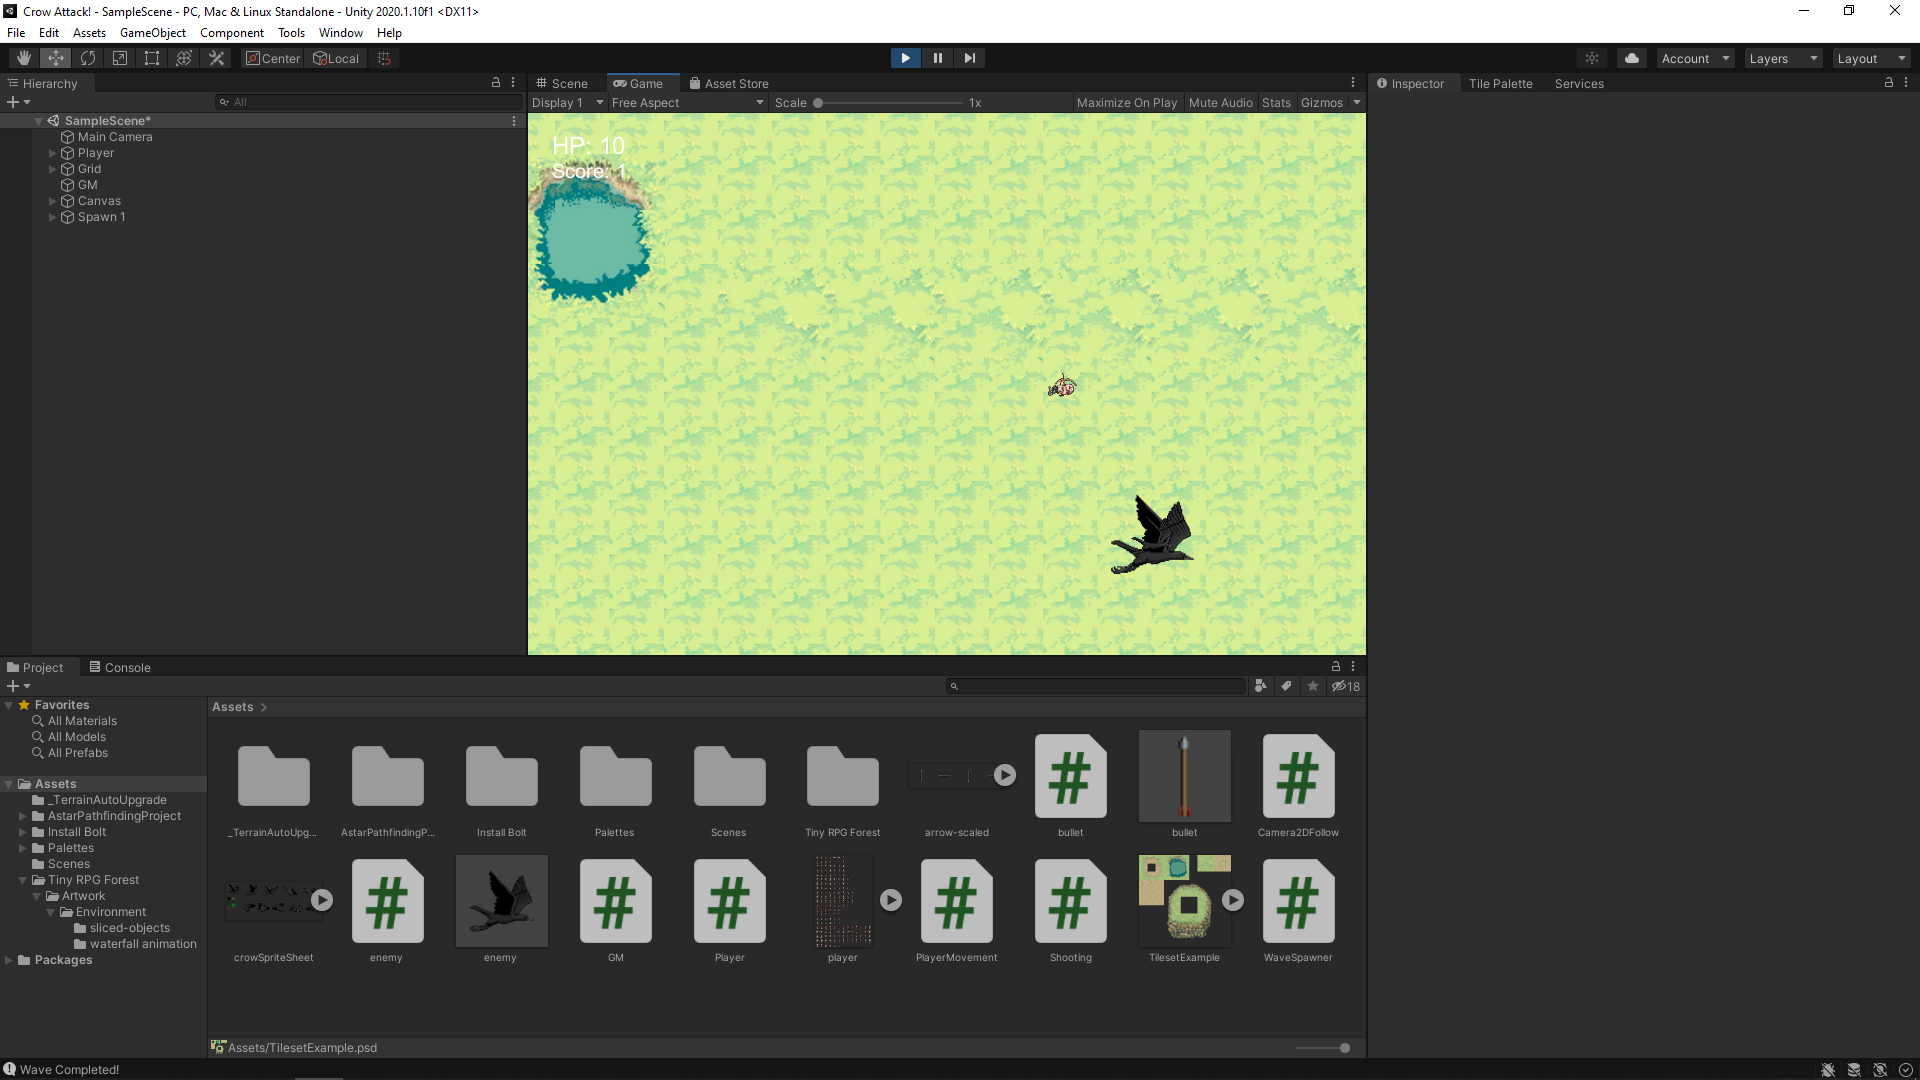 Crow Attack! - SampleScene - PC, Mac & Linux Standalone - Unity 2020.1.10f1 <DX11>
File Edit Assets GameObject Component Tools Window Help
Center Local Account Layers Layout
Hierarchy
All
SampleScene*
Main Camera
Player
Grid
GM
Canvas
Spawn 1
Scene Game Asset Store
Display 1 Free Aspect Scale 1x Maximize On Play Mute Audio Stats Gizmos
HP: 10
Score: 1
Inspector Tile Palette Services
Project Console
18
Favorites
All Materials
All Models
All Prefabs
Assets
_TerrainAutoUpgrade
AstarPathfindingProject
Install Bolt
Palettes
Scenes
Tiny RPG Forest
Artwork
Environment
sliced-objects
waterfall animation
Packages
Assets
_TerrainAutoUpg... AstarPathfindingP... Install Bolt Palettes Scenes Tiny RPG Forest arrow-scaled bullet bullet Camera2DFollow
crowSpriteSheet enemy enemy GM Player player PlayerMovement Shooting TilesetExample WaveSpawner
Assets/TilesetExample.psd
Wave Completed!